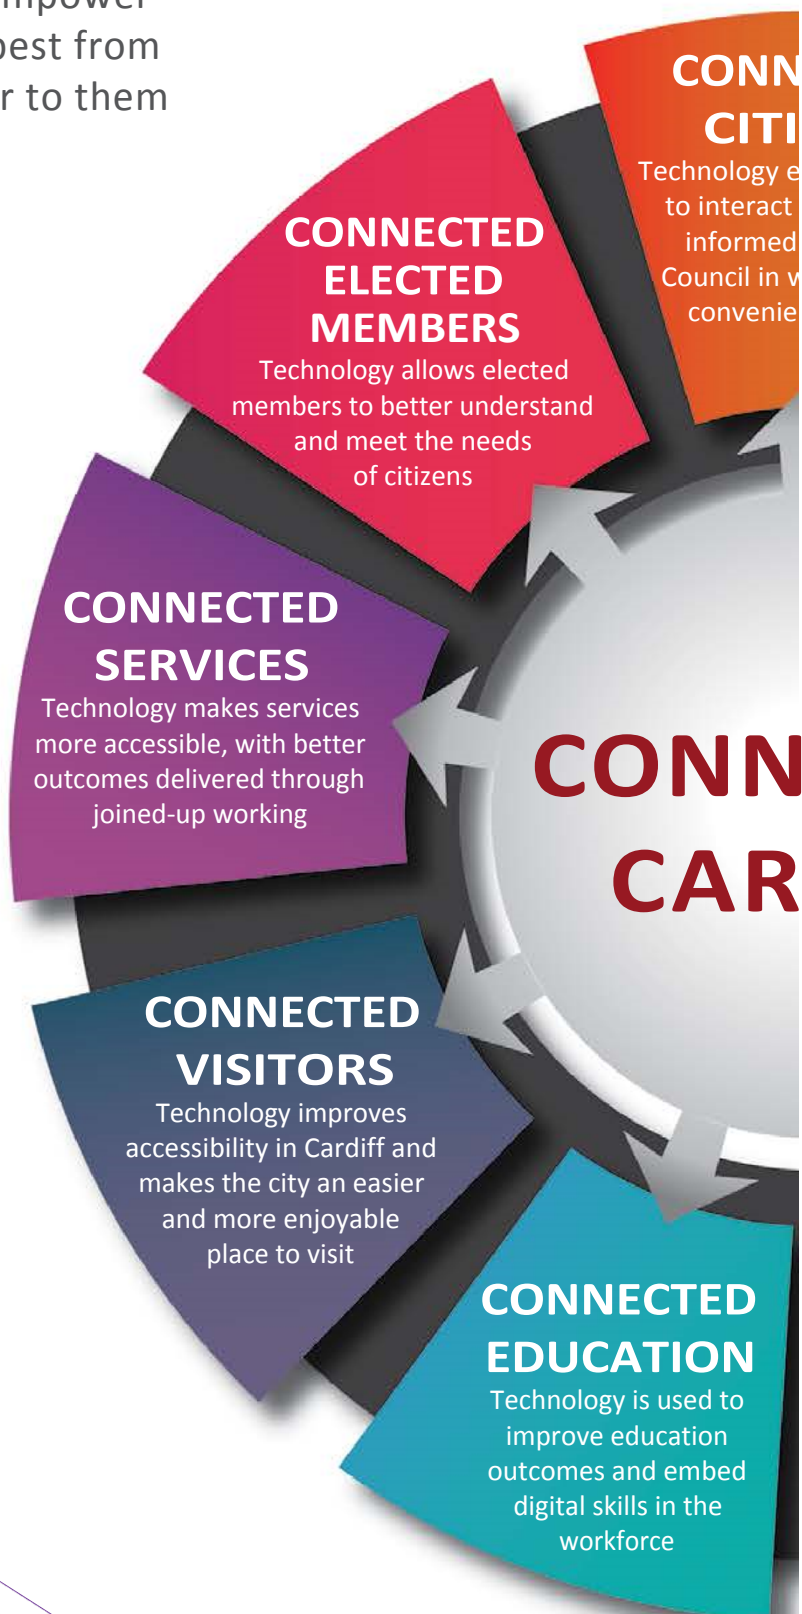 best from
r to them
CONN
CITI
Technology e
to interact
informed
Council in w
convenie
CONNECTED
ELECTED
MEMBERS
Technology allows elected
members to better understand
and meet the needs
of citizens
CONNECTED
SERVICES
Technology makes services
more accessible, with better
outcomes delivered through
joined-up working
CONN
CAR
CONNECTED
VISITORS
Technology improves
accessibility in Cardiff and
makes the city an easier
and more enjoyable
place to visit
CONNECTED
EDUCATION
Technology is used to
improve education
outcomes and embed
digital skills in the
workforce